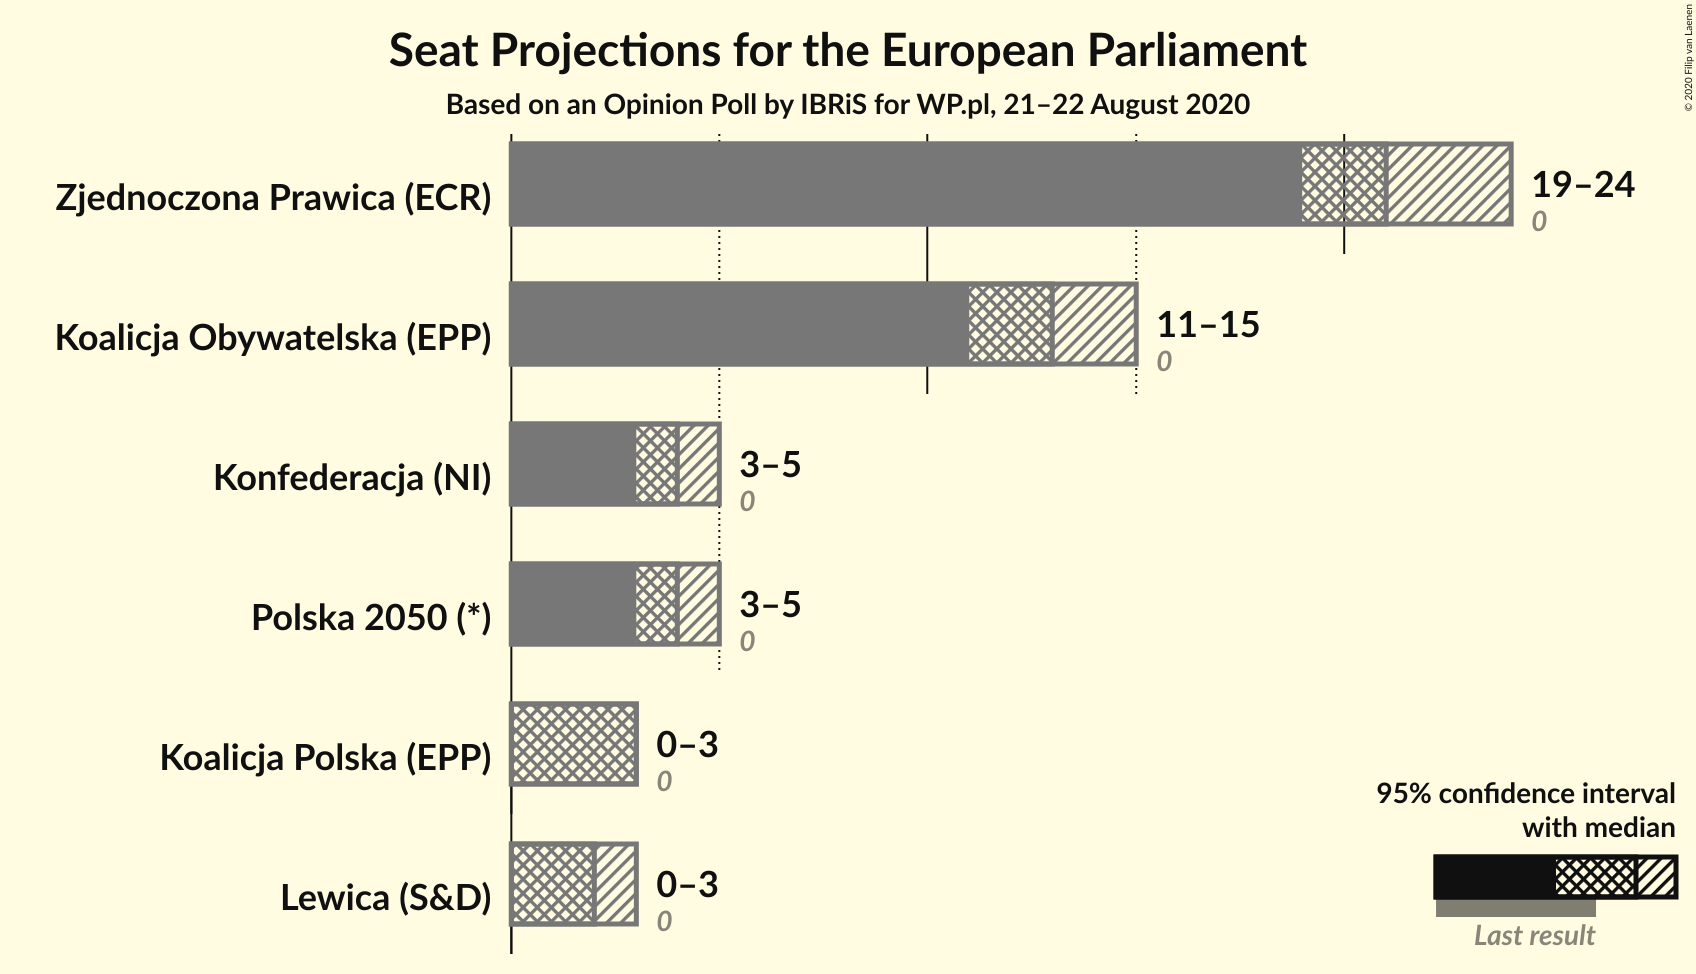 Seat Projections for the European Parliament
Based on an Opinion Poll by IBRiS for WP.pl, 21–22 August 2020
© 2020 Filip van Laenen
Zjednoczona Prawica (ECR)
19–24
0
Koalicja Obywatelska (EPP)
11–15
0
Konfederacja (NI)
3–5
0
Polska 2050 (*)
3–5
0
Koalicja Polska (EPP)
0–3
0
Lewica (S&D)
0–3
0
95% confidence interval
with median
Last result